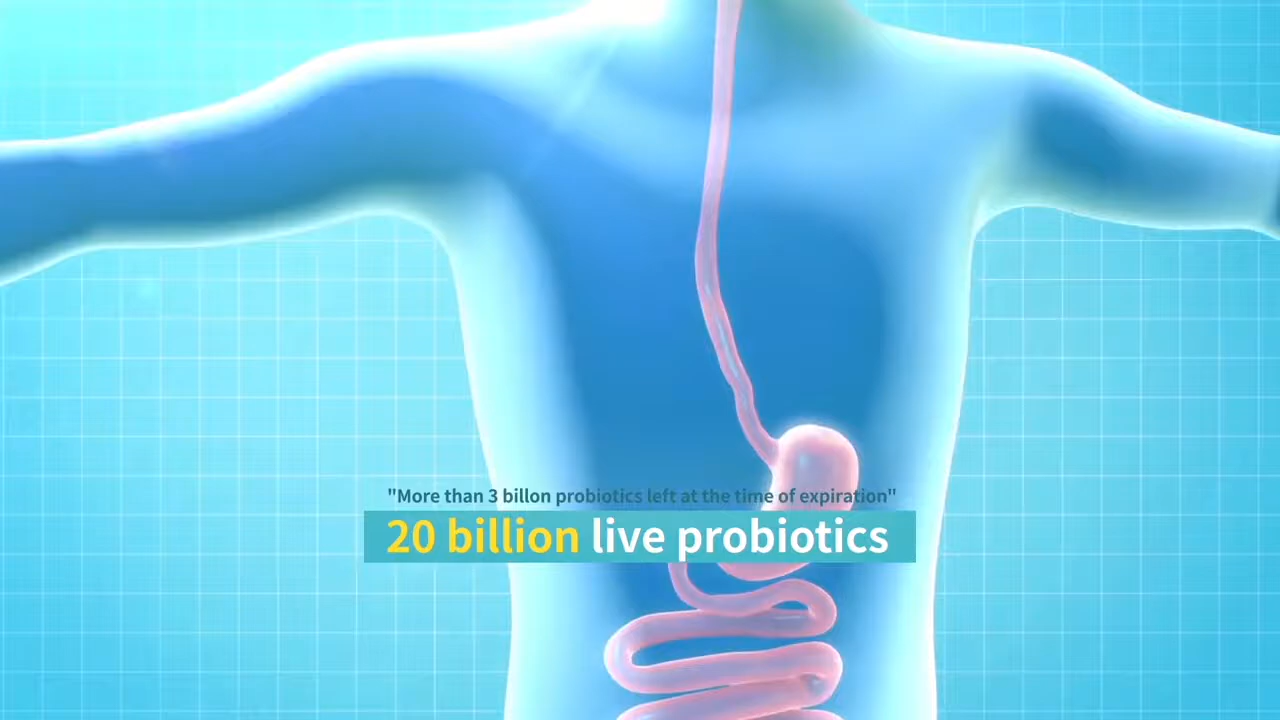 "More than 3 billon probiotics left at the time of expiration"
20 billion live probiotics